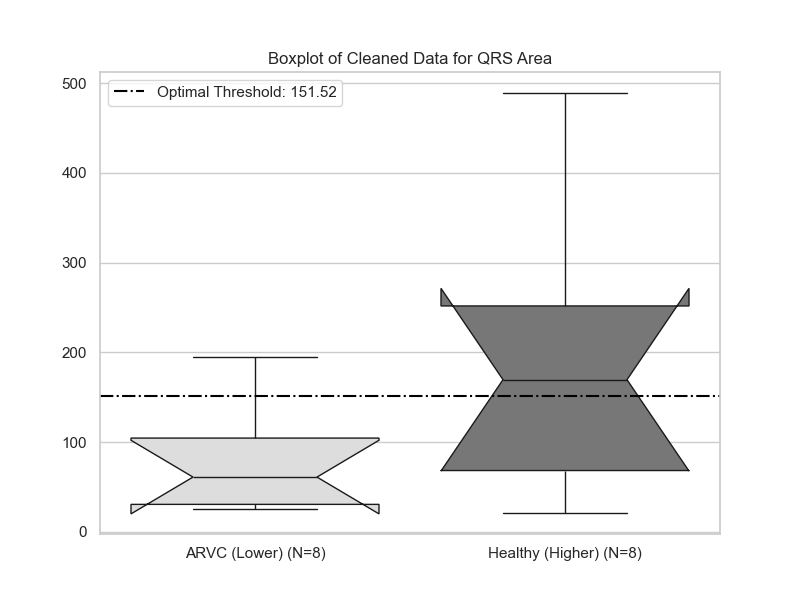 Boxplot of Cleaned Data for QRS Area
Optimal Threshold: 151.52
500
400
300
200
100
0
ARVC (Lower) (N=8)
Healthy (Higher) (N=8)